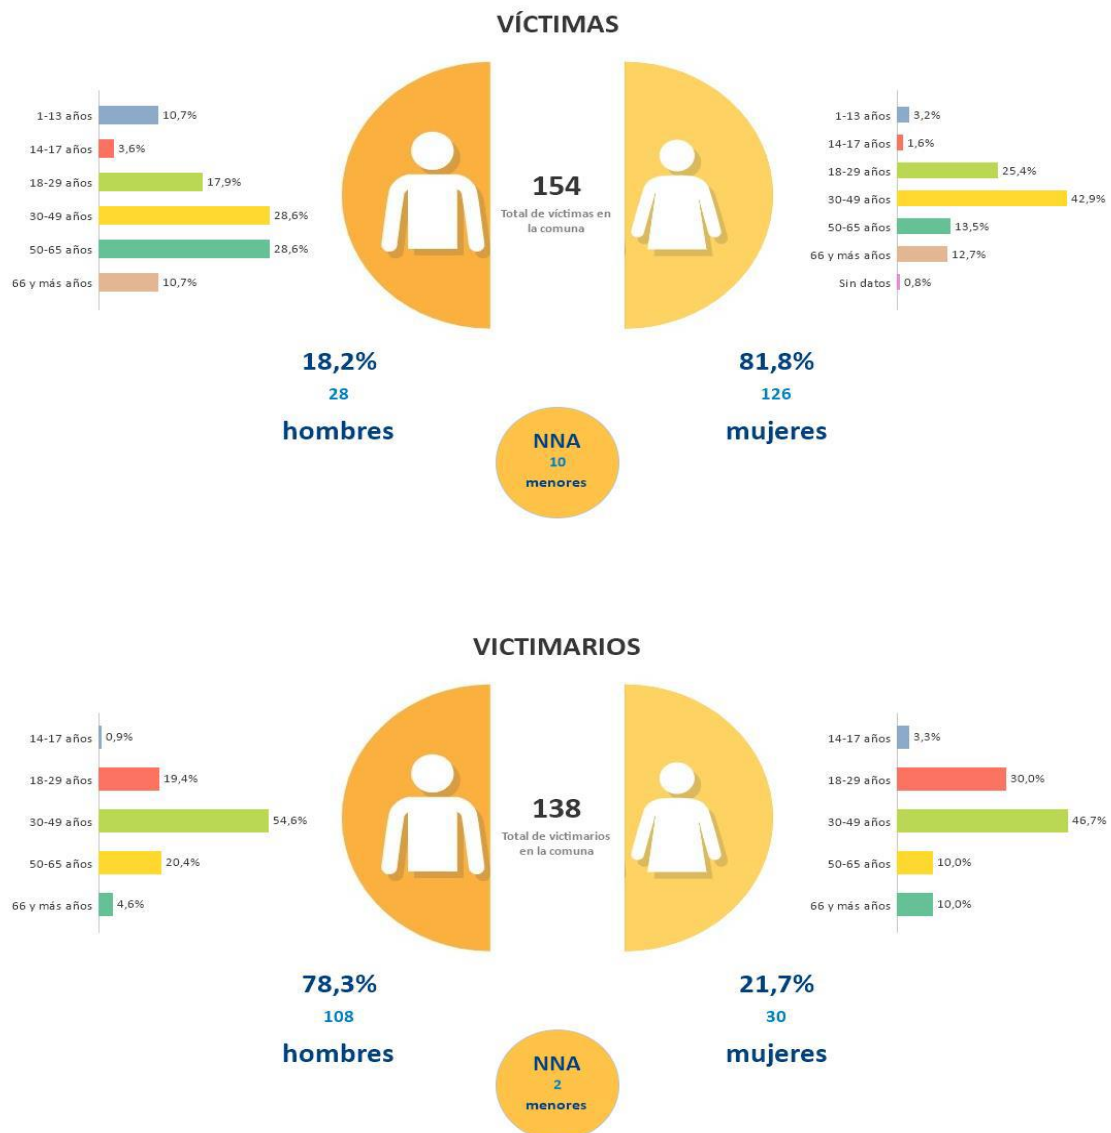 VÍCTIMAS
1-13 años 10,7%
14-17 años 3,6%
18-29 años 17,9%
30-49 años 28,6%
50-65 años 28,6%
66 y más años 10,7%
154
Total de víctimas en
la comuna
1-13 años 3,2%
14-17 años 1,6%
18-29 años 25,4%
30-49 años 42,9%
50-65 años 13,5%
66 y más años 12,7%
Sin datos 0,8%
18,2%
28
hombres
81,8%
126
mujeres
NNA
10
menores
VICTIMARIOS
14-17 años 0,9%
18-29 años 19,4%
30-49 años 54,6%
50-65 años 20,4%
66 y más años 4,6%
138
Total de victimarios
en la comuna
14-17 años 3,3%
18-29 años 30,0%
30-49 años 46,7%
50-65 años 10,0%
66 y más años 10,0%
78,3%
108
hombres
21,7%
30
mujeres
NNA
2
menores